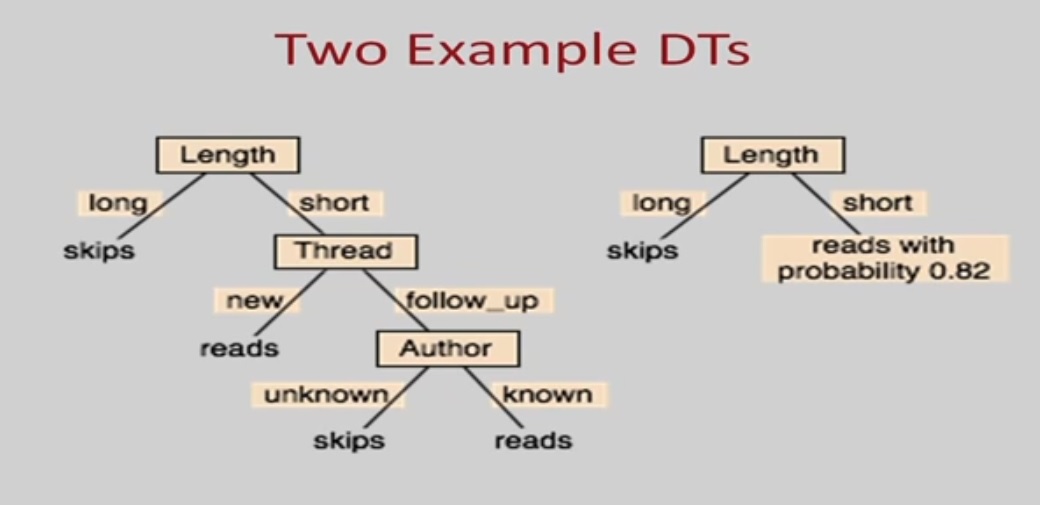 Two Example DTs
Length
long
short
skips
Thread
new
follow_up
reads
Author
unknown
known
skips
reads
Length
long
short
skips
reads with
probability 0.82